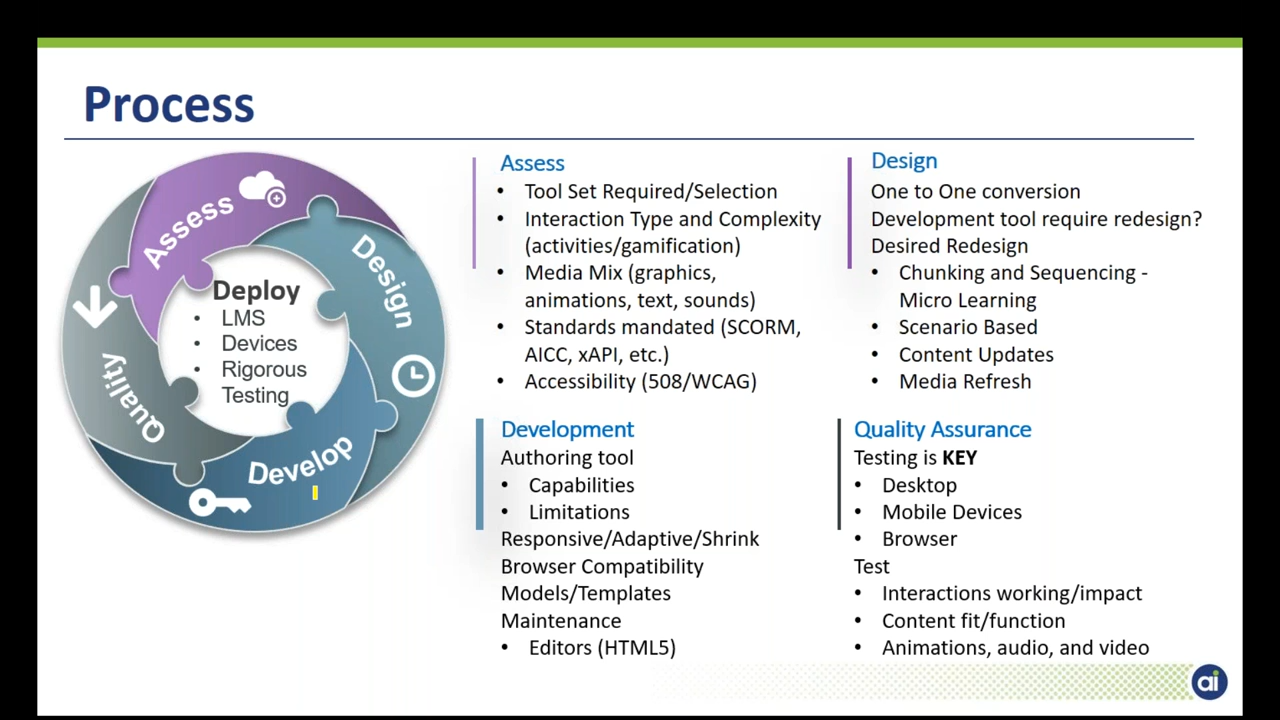 Process
Assess
Design
Develop
Quality
Deploy
• LMS
• Devices
• Rigorous
Testing
Assess
• Tool Set Required/Selection
• Interaction Type and Complexity
(activities/gamification)
• Media Mix (graphics,
animations, text, sounds)
• Standards mandated (SCORM,
AICC, xAPI, etc.)
• Accessibility (508/WCAG)
Design
One to One conversion
Development tool require redesign?
Desired Redesign
• Chunking and Sequencing -
Micro Learning
• Scenario Based
• Content Updates
• Media Refresh
Development
Authoring tool
• Capabilities
• Limitations
Responsive/Adaptive/Shrink
Browser Compatibility
Models/Templates
Maintenance
• Editors (HTML5)
Quality Assurance
Testing is KEY
• Desktop
• Mobile Devices
• Browser
Test
• Interactions working/impact
• Content fit/function
• Animations, audio, and video
ai